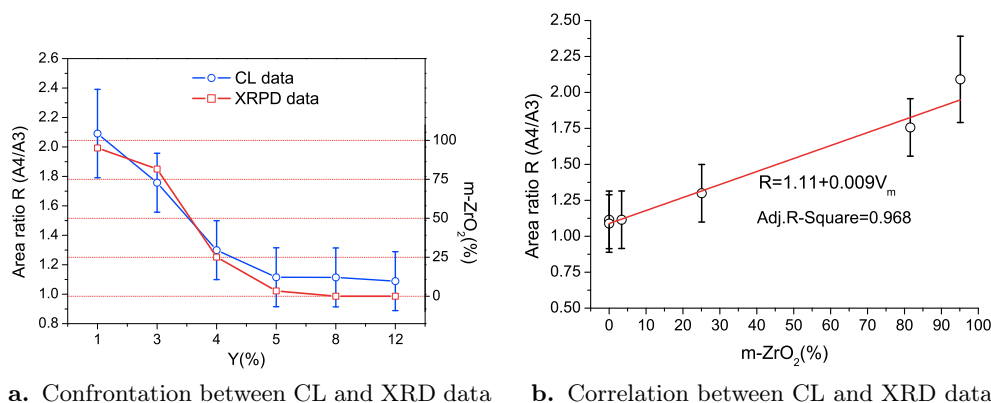 2.6
2.4
2.2
2.0
1.8
1.6
1.4
1.2
1.0
0.8
Area ratio R (A4/A3)
CL data
XRPD data
100
75
50
25
0
m-ZrO2(%)
1 3 4 5 8 12
Y(%)
a. Confrontation between CL and XRD data
2.50
2.25
2.00
1.75
1.50
1.25
1.00
0.75
0.50
Area ratio R (A4/A3)
R=1.11+0.009Vm
Adj.R-Square=0.968
0 10 20 30 40 50 60 70 80 90 100
m-ZrO2(%)
b. Correlation between CL and XRD data